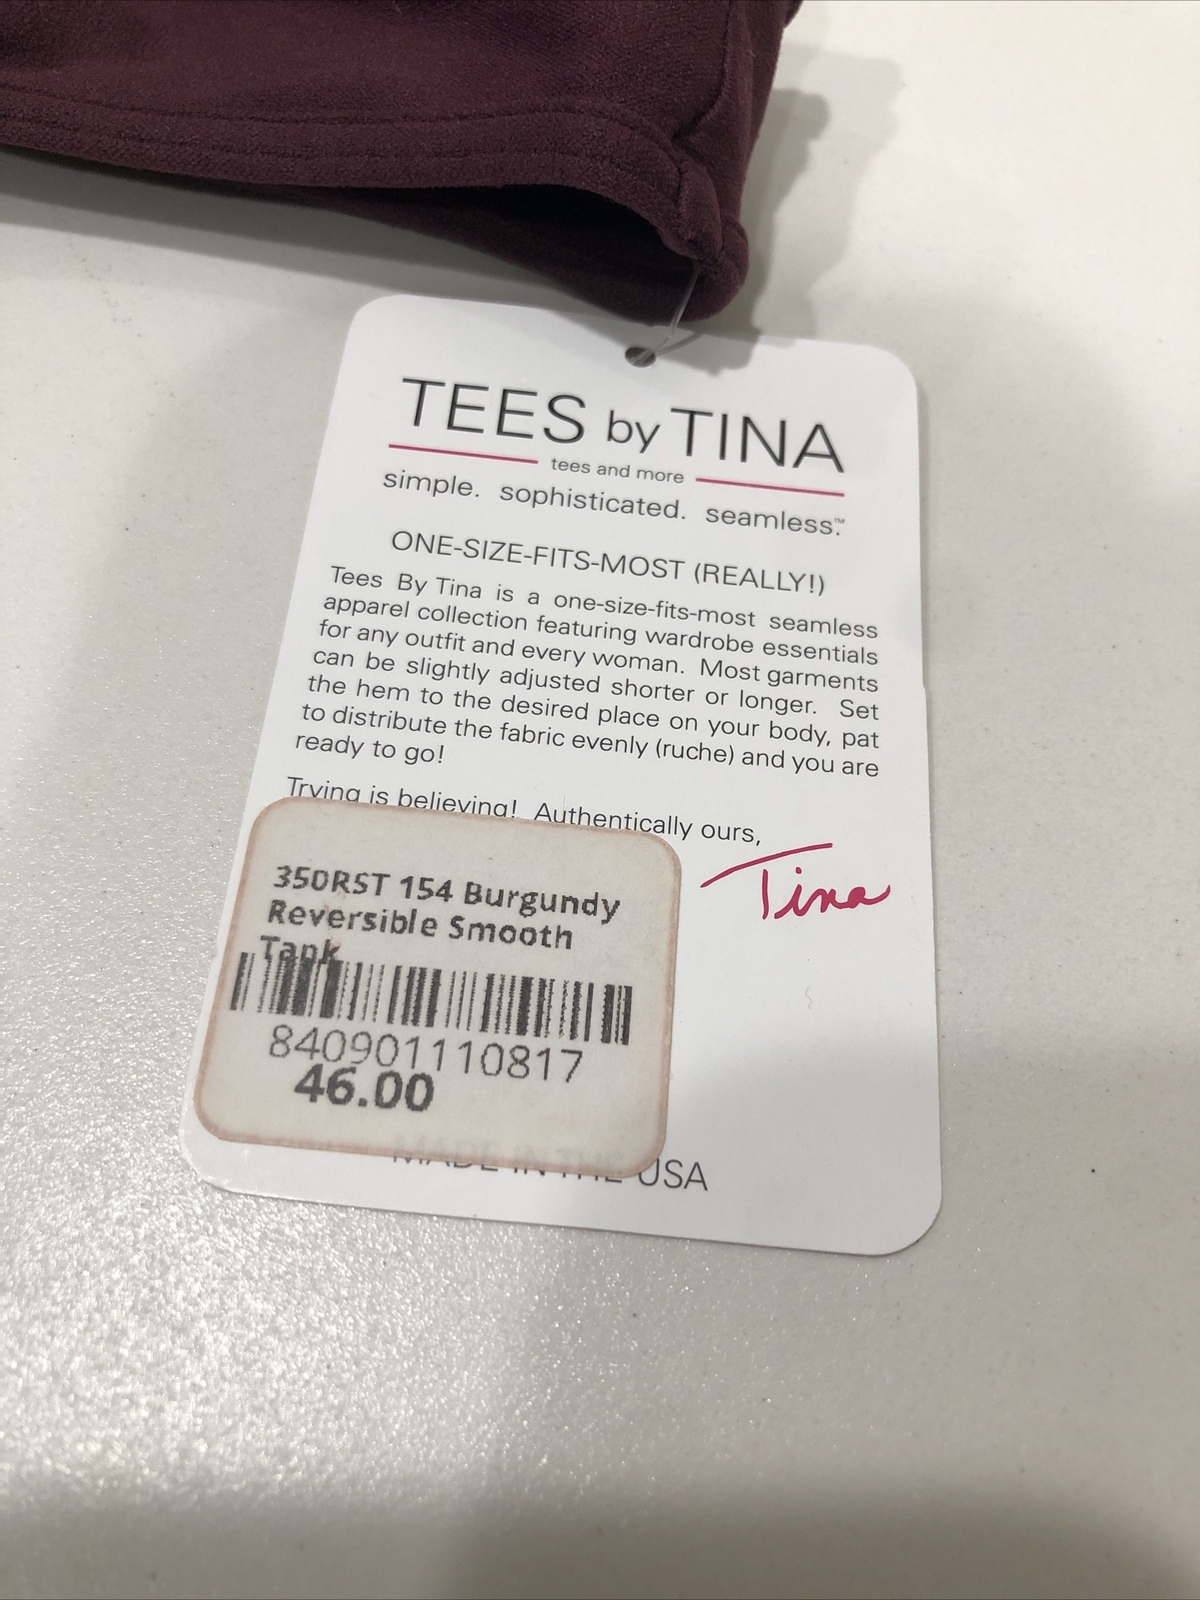 TEES by TINA
tees and more
simple. sophisticated. seamless.™
ONE-SIZE-FITS-MOST (REALLY!)
Tees By Tina is a one-size-fits-most seamless
apparel collection featuring wardrobe essentials
for any outfit and every woman. Most garments
can be slightly adjusted shorter or longer. Set
the hem to the desired place on your body, pat
to distribute the fabric evenly (ruche) and you are
ready to go!
Trying is believing! Authentically ours,
Tina
350RST 154 Burgundy
Reversible Smooth
Tank
840901110817
46.00
MADE IN THE USA